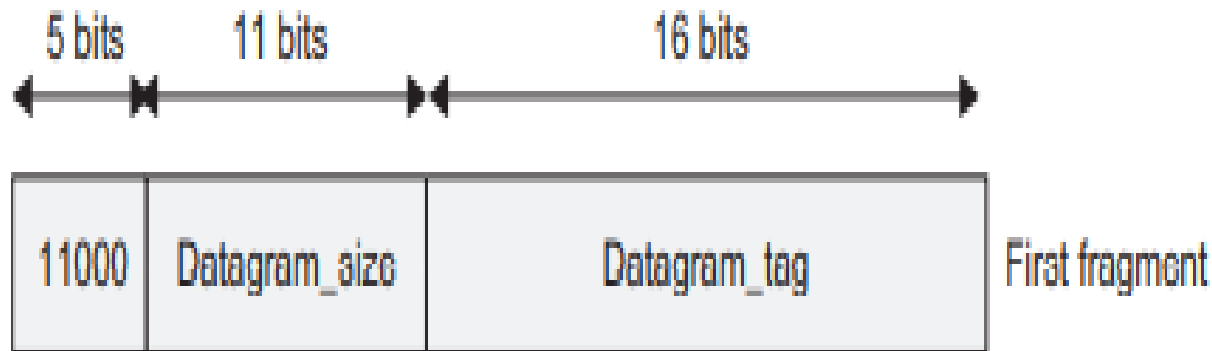 5 bits 11 bits 16 bits
11000 Datagram_size Datagram_tag First fragment